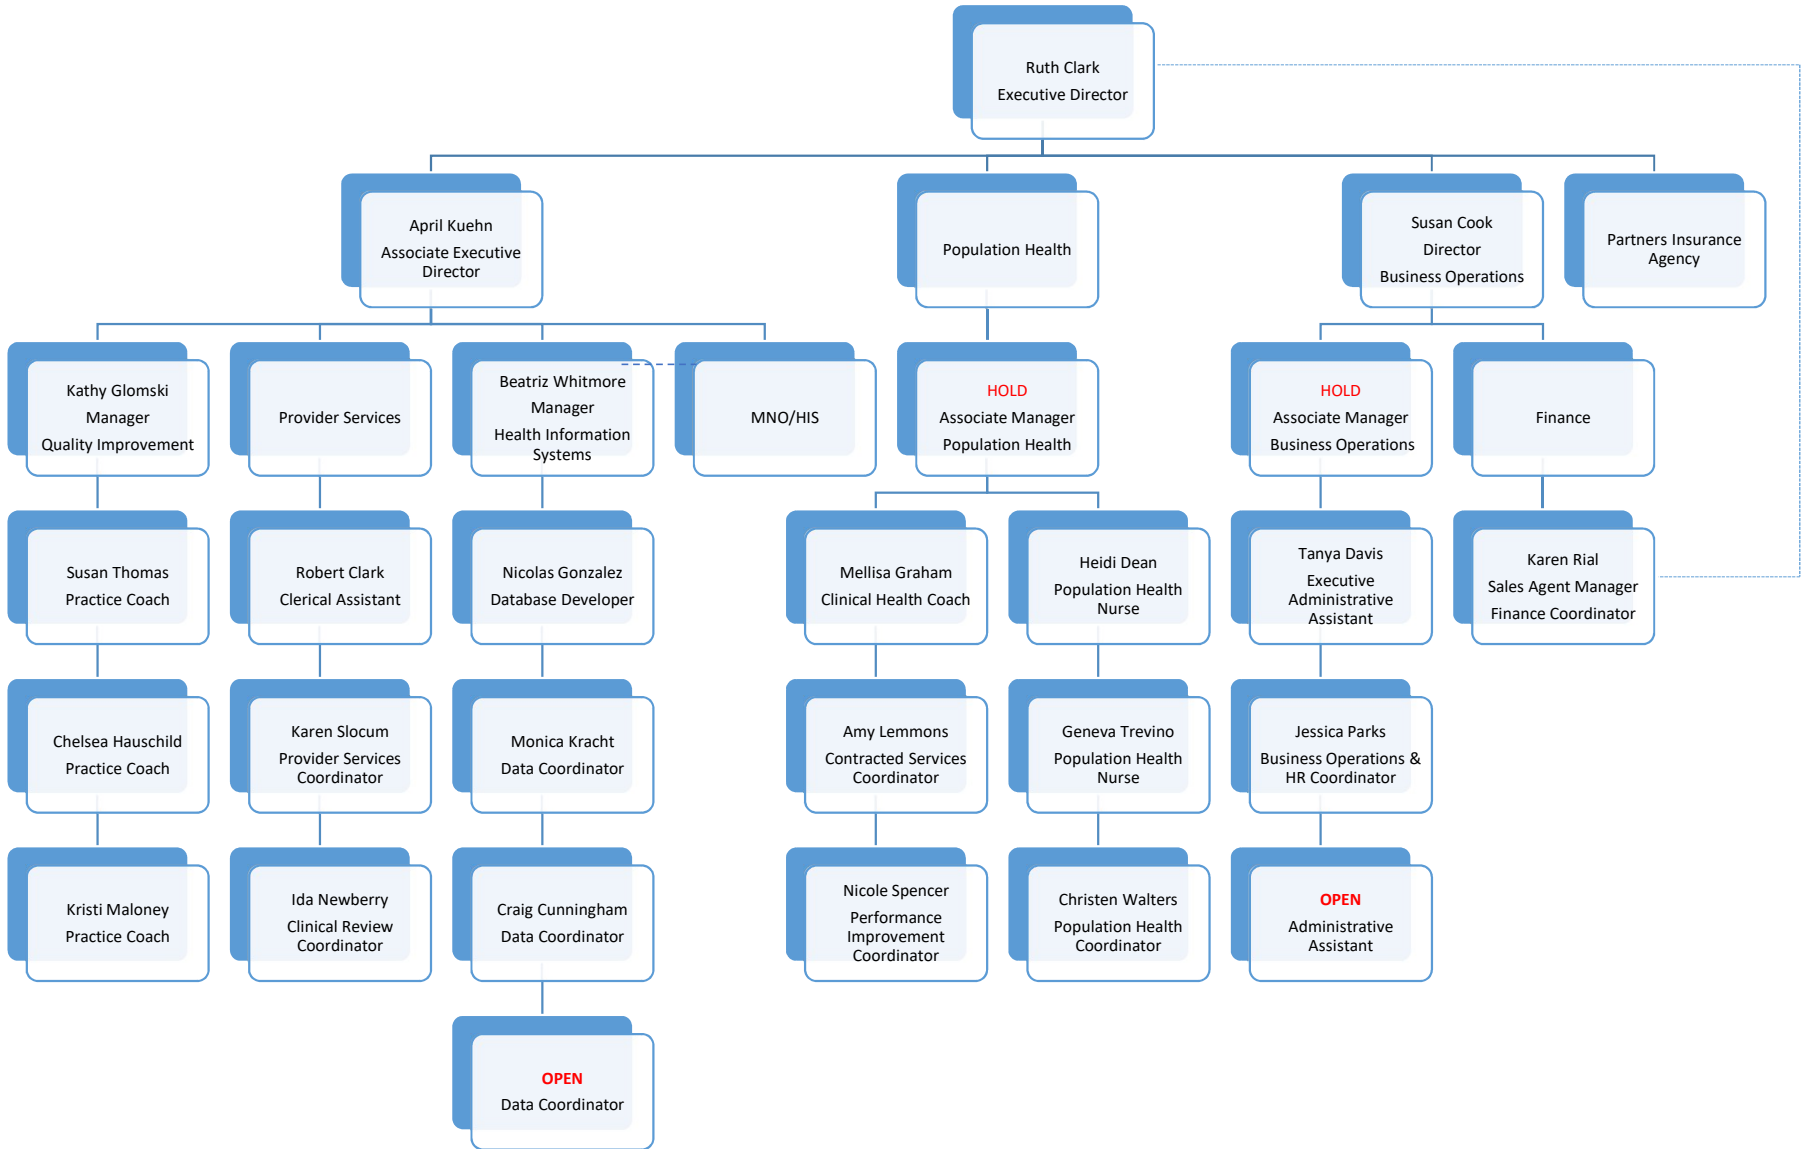 Ruth Clark
Executive Director
April Kuehn
Associate Executive
Director
Population Health
Susan Cook
Director
Business Operations
Partners Insurance
Agency
Kathy Glomski
Manager
Quality Improvement
Provider Services
Beatriz Whitmore
Manager
Health Information
Systems
MNO/HIS
HOLD
Associate Manager
Population Health
HOLD
Associate Manager
Business Operations
Finance
Susan Thomas
Practice Coach
Robert Clark
Clerical Assistant
Nicolas Gonzalez
Database Developer
Mellisa Graham
Clinical Health Coach
Heidi Dean
Population Health
Nurse
Tanya Davis
Executive
Administrative
Assistant
Karen Rial
Sales Agent Manager
Finance Coordinator
Chelsea Hauschild
Practice Coach
Karen Slocum
Provider Services
Coordinator
Monica Kracht
Data Coordinator
Amy Lemmons
Contracted Services
Coordinator
Geneva Trevino
Population Health
Nurse
Jessica Parks
Business Operations &
HR Coordinator
Kristi Maloney
Practice Coach
Ida Newberry
Clinical Review
Coordinator
Craig Cunningham
Data Coordinator
Nicole Spencer
Performance
Improvement
Coordinator
Christen Walters
Population Health
Coordinator
OPEN
Administrative
Assistant
OPEN
Data Coordinator